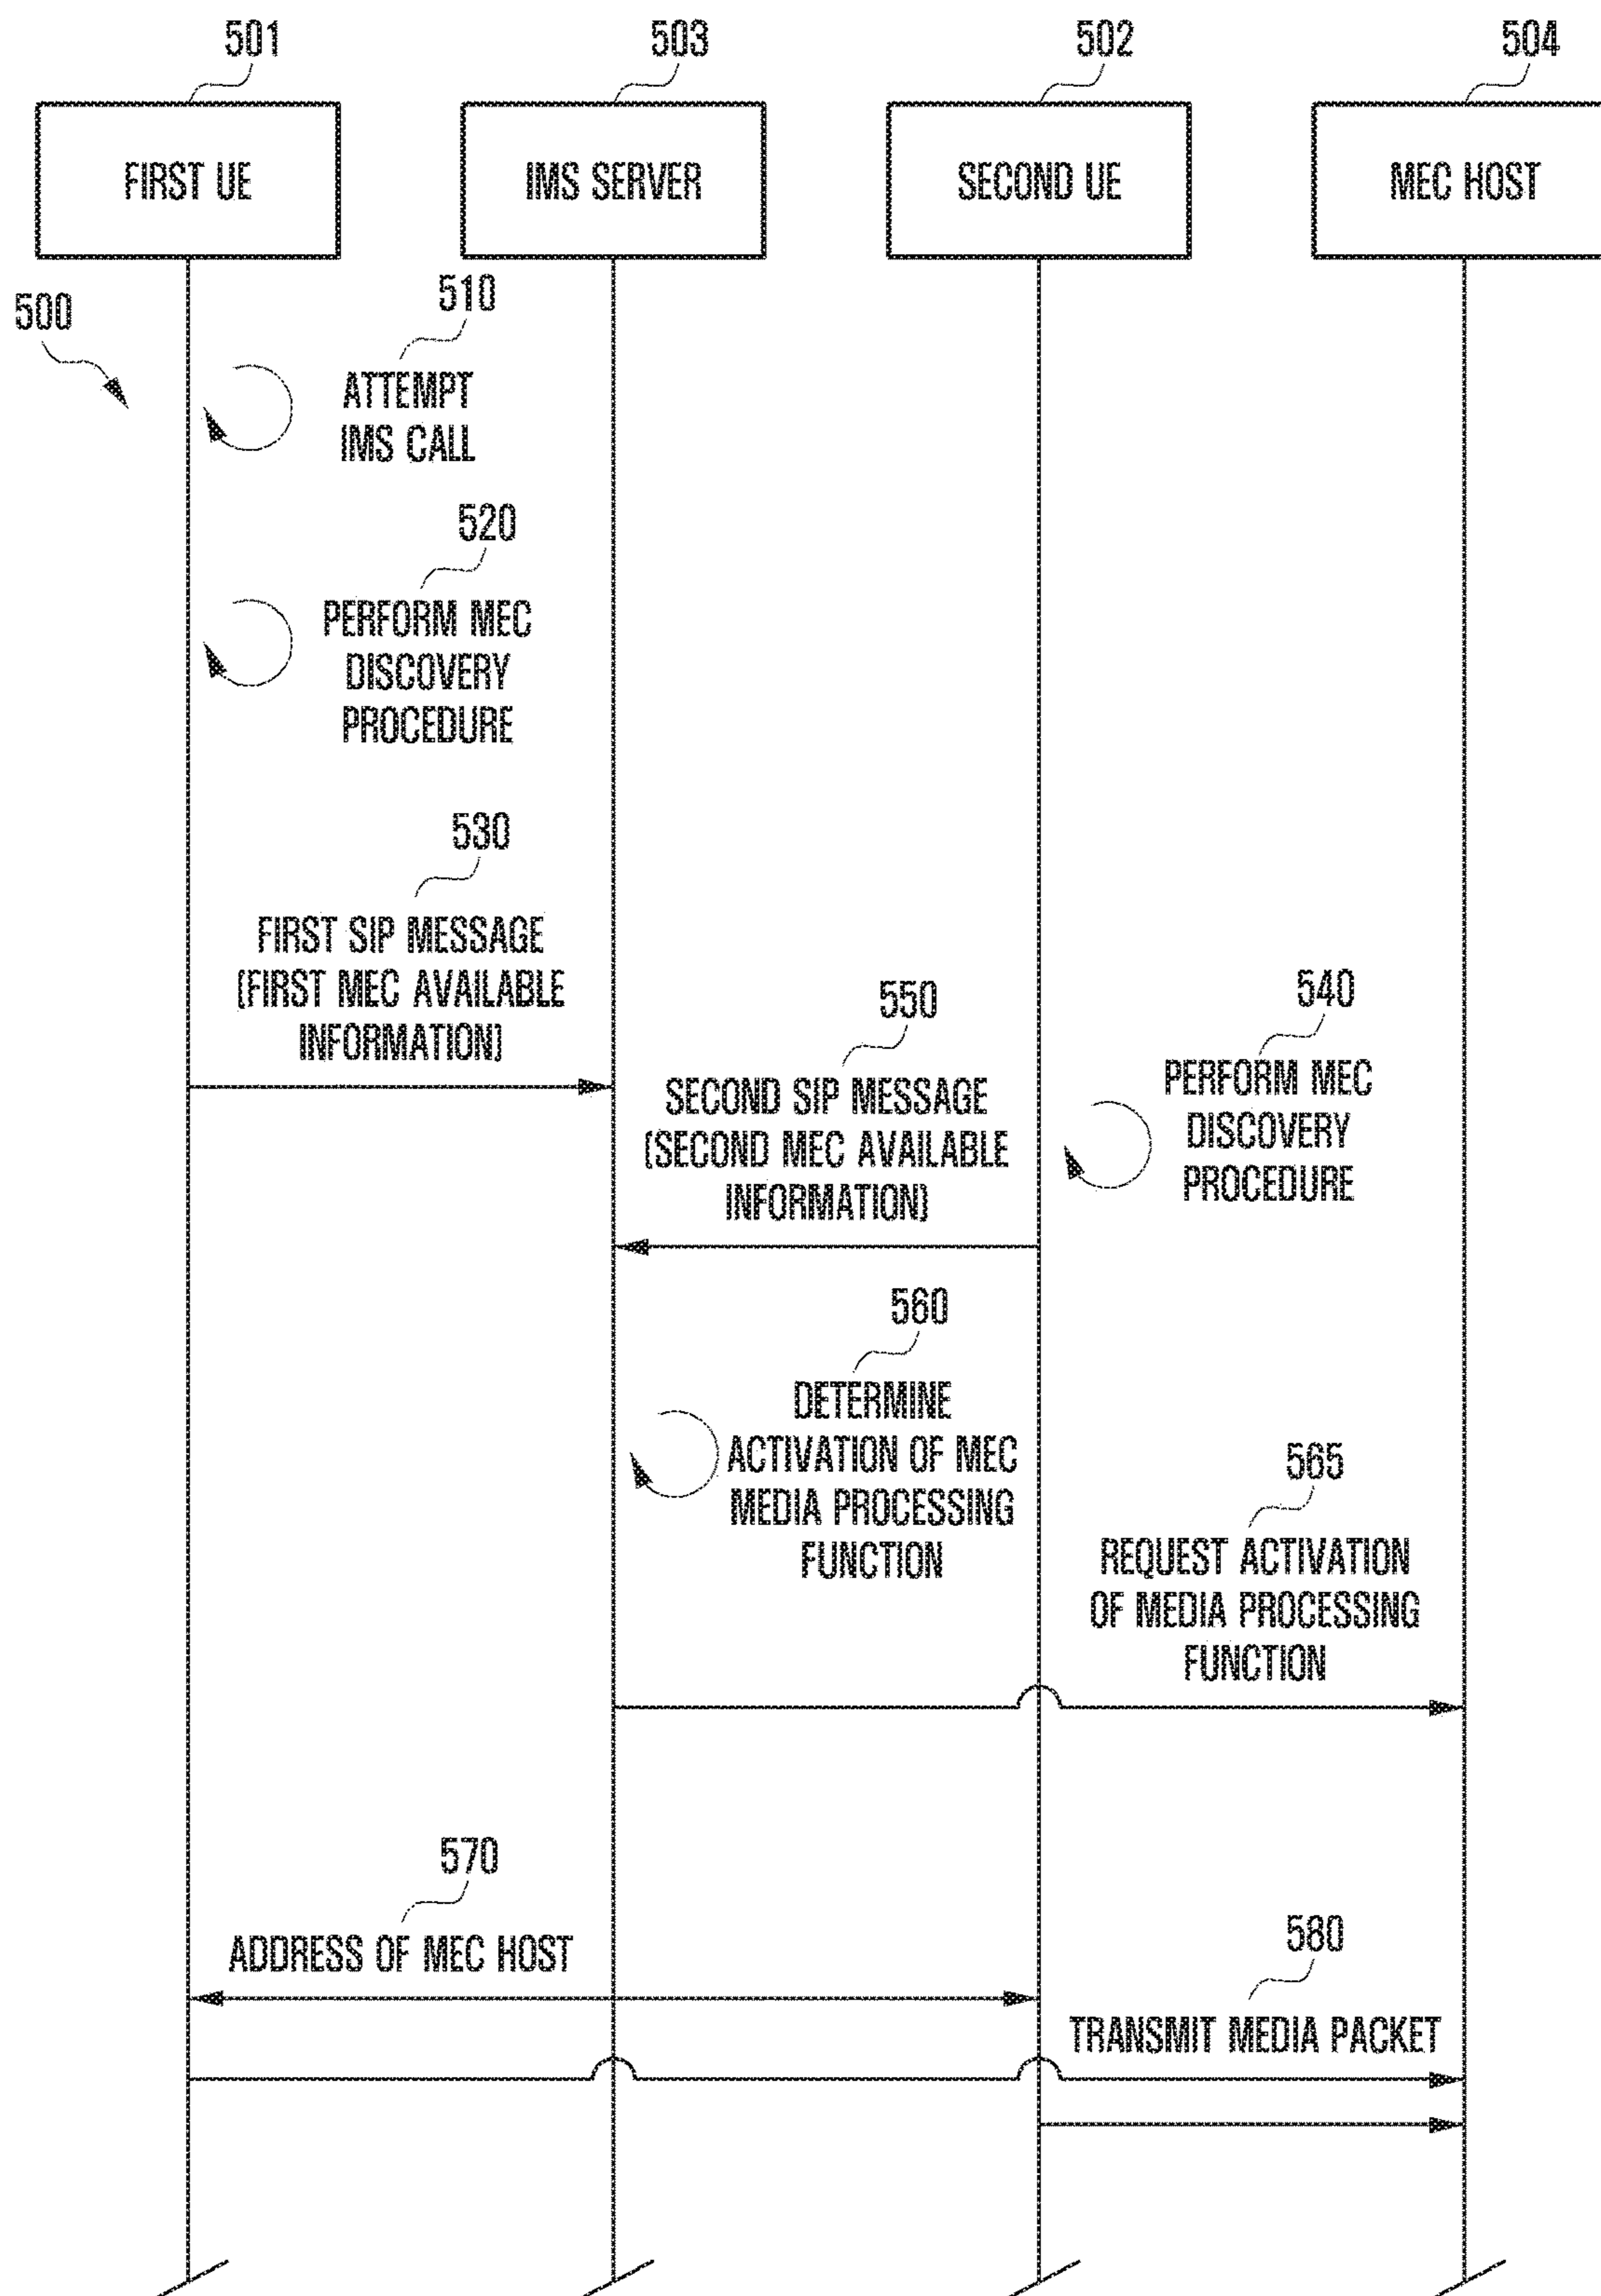 501
503
502
504
FIRST UE
IMS SERVER
SECOND UE
MEC HOST
500
510
ATTEMPT
IMS CALL
520
PERFORM MEC
DISCOVERY
PROCEDURE
530
FIRST SIP MESSAGE
(FIRST MEC AVAILABLE
INFORMATION)
540
PERFORM MEC
DISCOVERY
PROCEDURE
550
SECOND SIP MESSAGE
(SECOND MEC AVAILABLE
INFORMATION)
560
DETERMINE
ACTIVATION OF MEC
MEDIA PROCESSING
FUNCTION
565
REQUEST ACTIVATION
OF MEDIA PROCESSING
FUNCTION
570
ADDRESS OF MEC HOST
580
TRANSMIT MEDIA PACKET